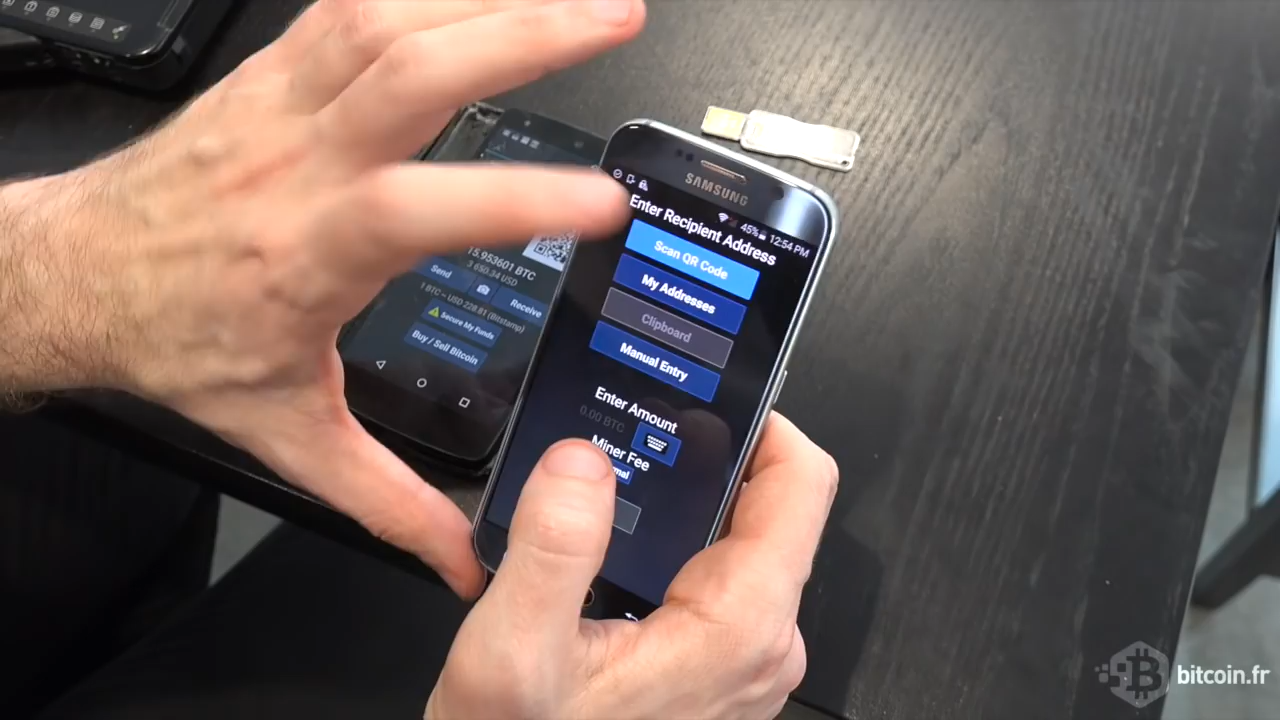 SAMSUNG
45% 12:54 PM
Enter Recipient Address
Scan QR Code
My Addresses
Clipboard
Manual Entry
Enter Amount
0.00 BTC
Miner Fee
15.953601 BTC
3 650.34 USD
Send
Receive
1 BTC = USD 228.81 (Bitstamp)
Secure My Funds
Buy / Sell Bitcoin
bitcoin.fr